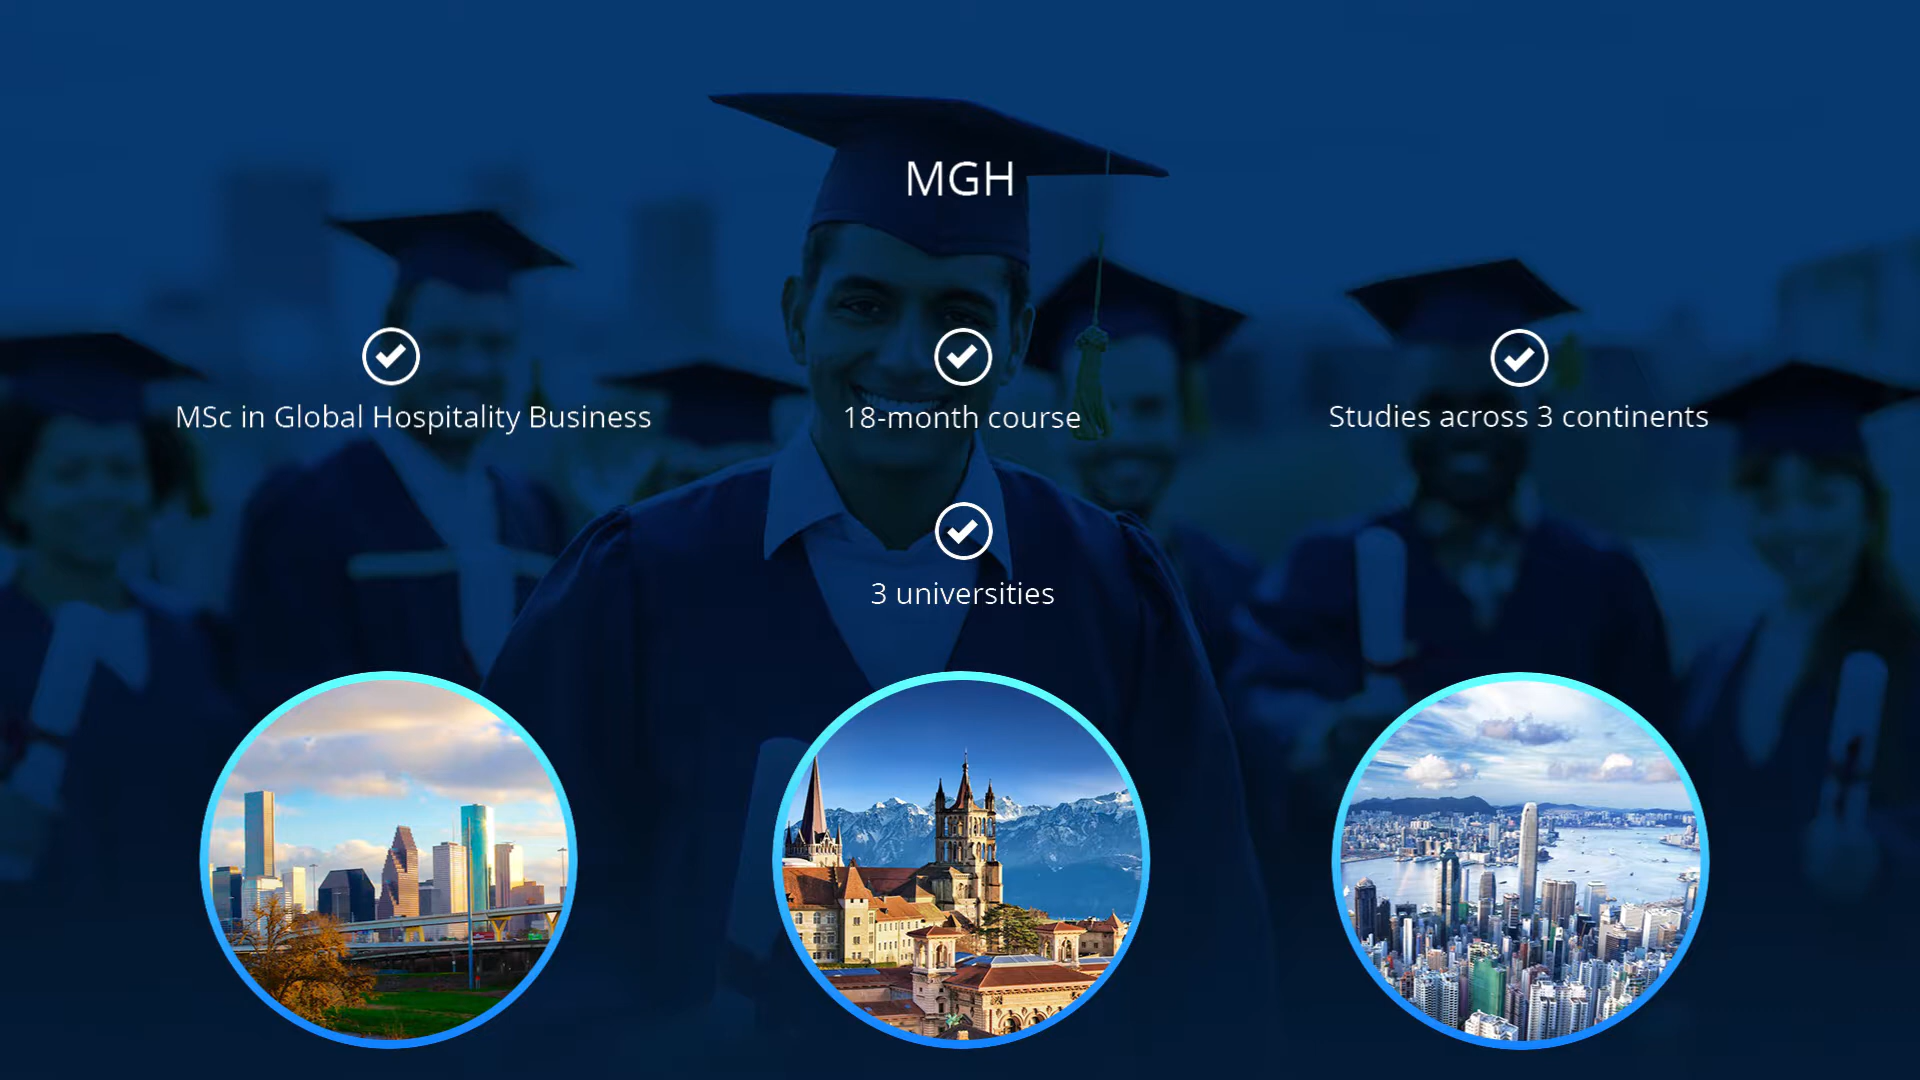 MGH
MSc in Global Hospitality Business
18-month course
Studies across 3 continents
3 universities